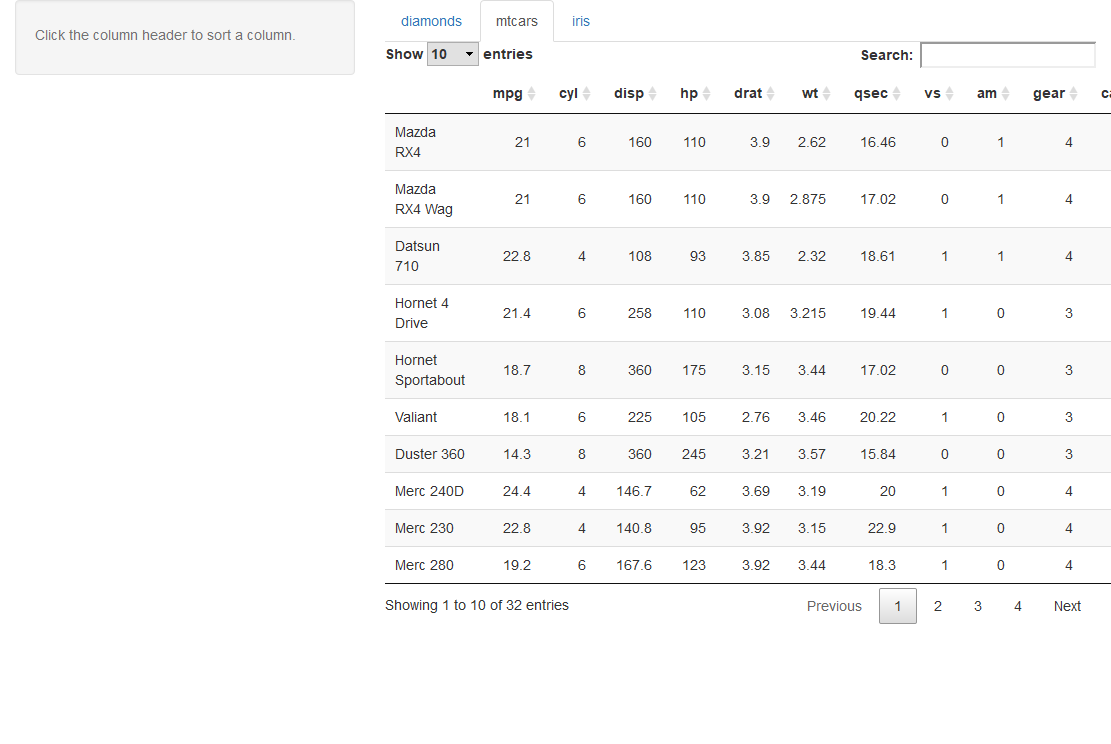 Click the column header to sort a column.
diamonds mtcars iris
Show 10 entries Search:
mpg cyl disp hp drat wt qsec vs am gear
Mazda RX4 21 6 160 110 3.9 2.62 16.46 0 1 4
Mazda RX4 Wag 21 6 160 110 3.9 2.875 17.02 0 1 4
Datsun 710 22.8 4 108 93 3.85 2.32 18.61 1 1 4
Hornet 4 Drive 21.4 6 258 110 3.08 3.215 19.44 1 0 3
Hornet Sportabout 18.7 8 360 175 3.15 3.44 17.02 0 0 3
Valiant 18.1 6 225 105 2.76 3.46 20.22 1 0 3
Duster 360 14.3 8 360 245 3.21 3.57 15.84 0 0 3
Merc 240D 24.4 4 146.7 62 3.69 3.19 20 1 0 4
Merc 230 22.8 4 140.8 95 3.92 3.15 22.9 1 0 4
Merc 280 19.2 6 167.6 123 3.92 3.44 18.3 1 0 4
Showing 1 to 10 of 32 entries Previous 1 2 3 4 Next